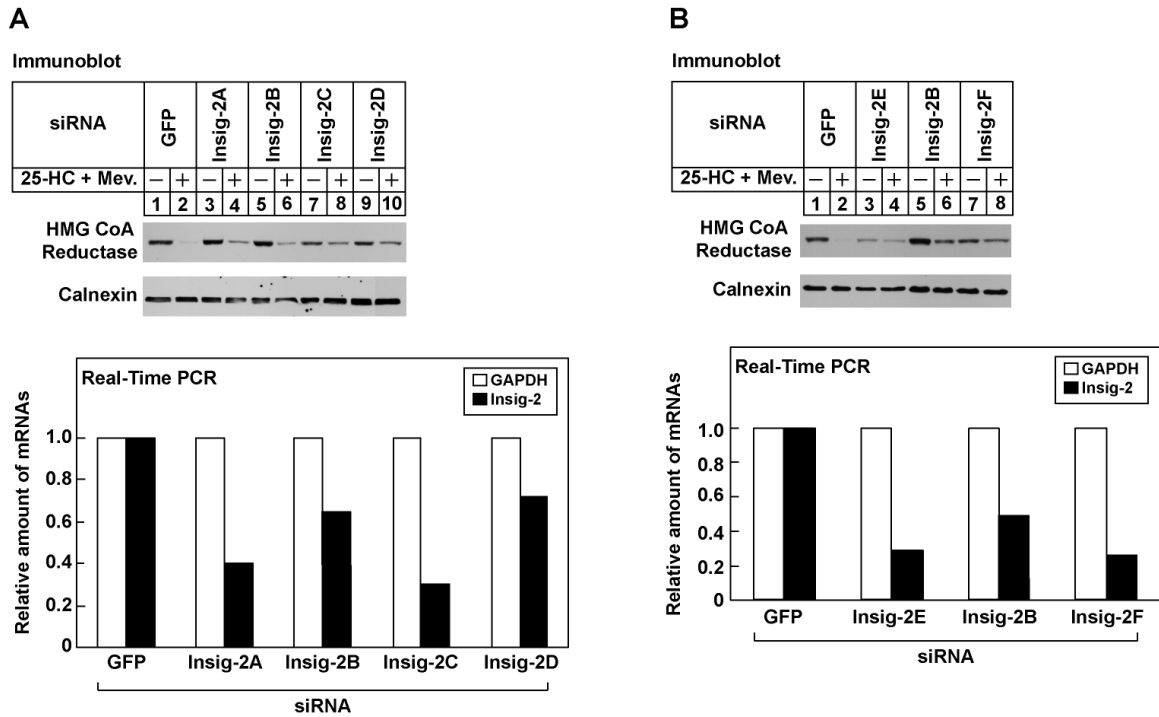 A
Immunoblot
siRNA
GFP
Insig-2A
Insig-2B
Insig-2C
Insig-2D
25-HC + Mev. – + – + – + – + – +
1 2 3 4 5 6 7 8 9 10
HMG CoA
Reductase
Calnexin
Real-Time PCR
GAPDH
Insig-2
Relative amount of mRNAs
1.0
0.8
0.6
0.4
0.2
0
GFP Insig-2A Insig-2B Insig-2C Insig-2D
siRNA
B
Immunoblot
siRNA
GFP
Insig-2E
Insig-2B
Insig-2F
25-HC + Mev. – + – + – + – +
1 2 3 4 5 6 7 8
HMG CoA
Reductase
Calnexin
Real-Time PCR
GAPDH
Insig-2
Relative amount of mRNAs
1.0
0.8
0.6
0.4
0.2
0
GFP Insig-2E Insig-2B Insig-2F
siRNA